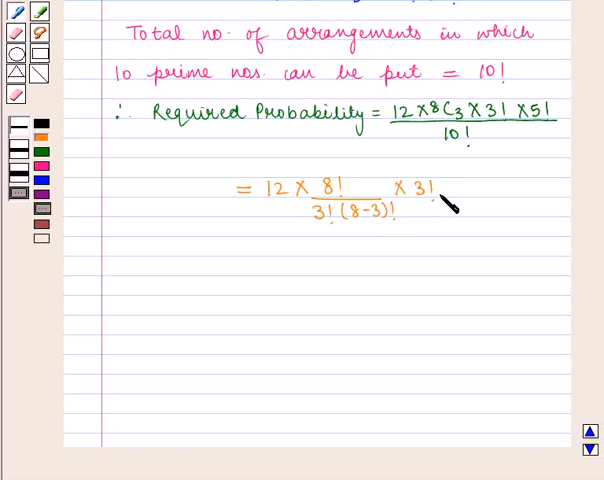 Total no. of arrangements in which
10 prime nos. can be put = 10!
∴ Required Probability = 12 × 8C3 × 3! × 5!
10!
= 12 × 8! × 3!
3! (8-3)!